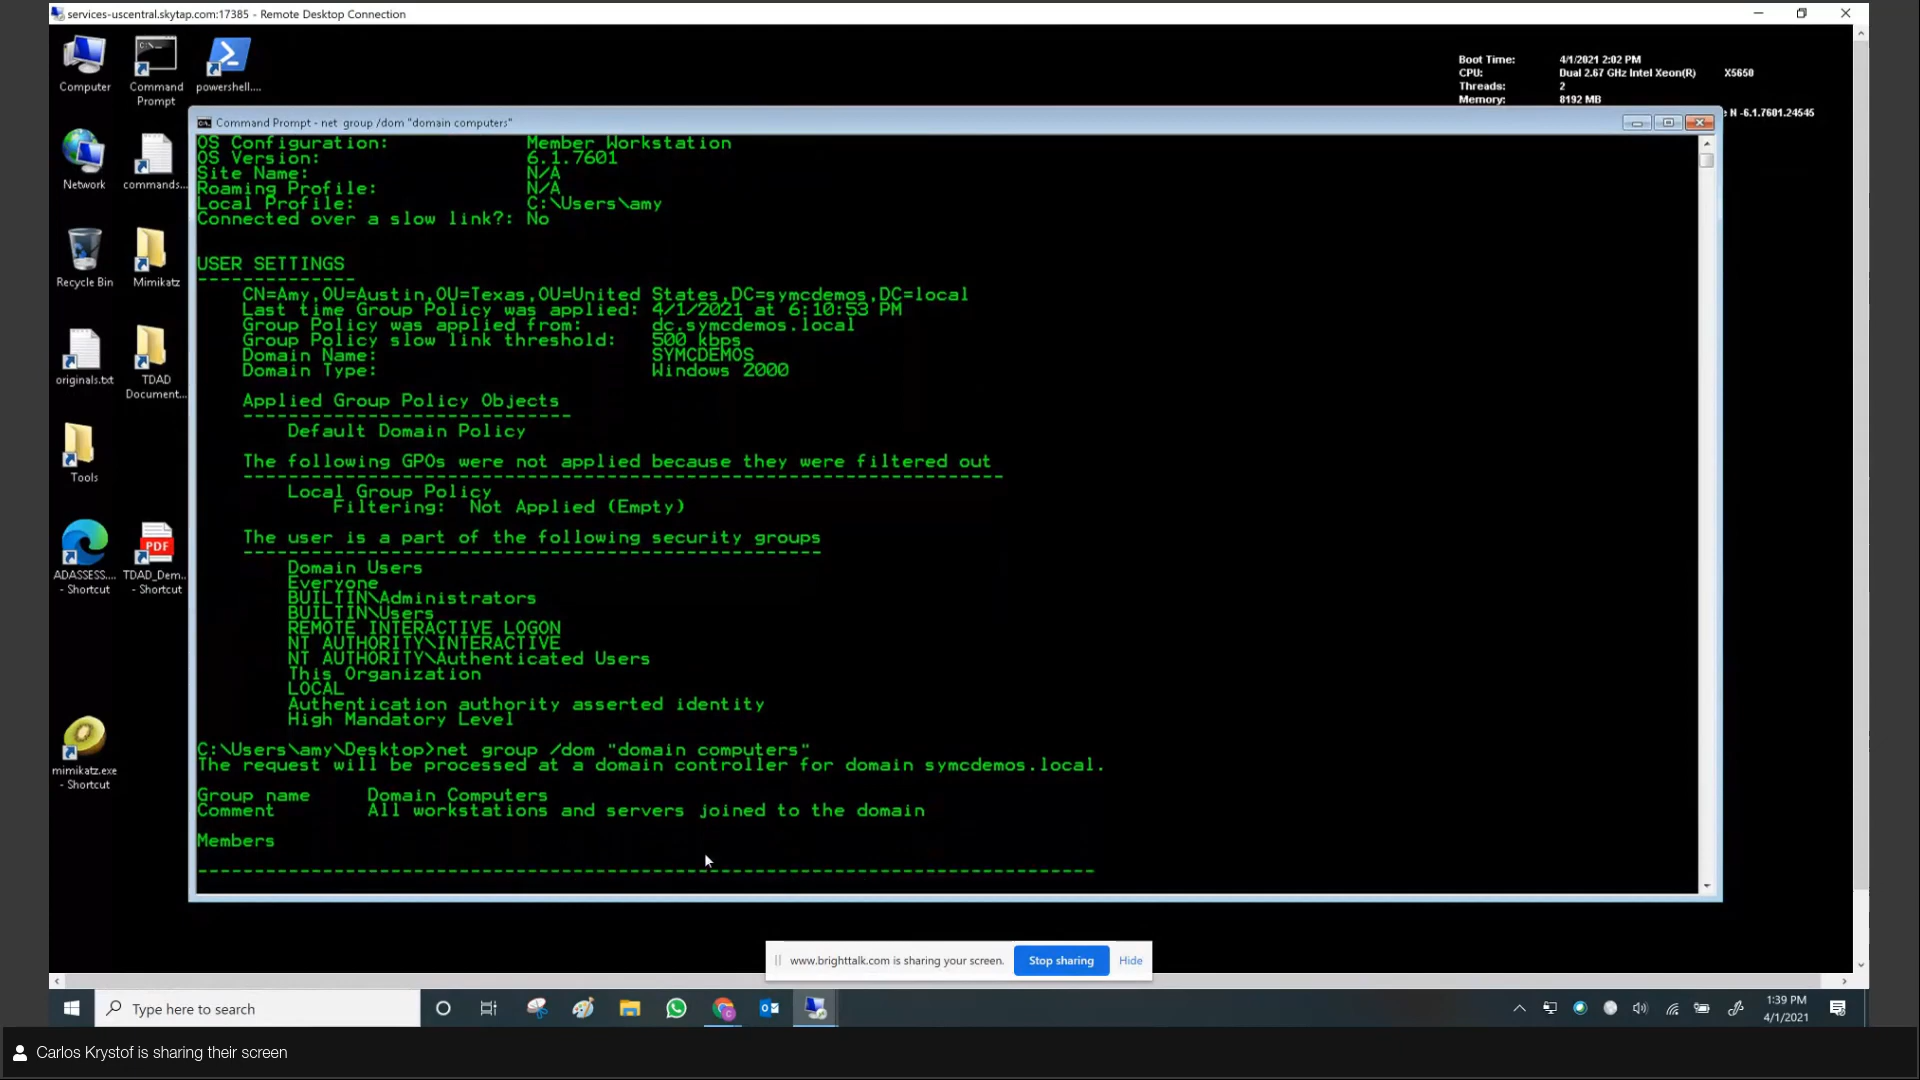 services-uscentral.skytap.com:17385 - Remote Desktop Connection
Computer
Command Prompt
powershell....
Boot Time: 4/1/2021 2:02 PM
CPU: Dual 2.67 GHz Intel Xeon(R) X5650
Threads: 2
Memory: 8192 MB
e N -6.1.7601.24545
Network
commands...
Recycle Bin
Mimikatz
originals.txt
TDAD Document...
Tools
ADASSESS.... - Shortcut
TDAD_Dem... - Shortcut
PDF
mimikatz.exe - Shortcut
Command Prompt - net group /dom "domain computers"
OS Configuration: Member Workstation
OS Version: 6.1.7601
Site Name: N/A
Roaming Profile: N/A
Local Profile: C:\Users\amy
Connected over a slow link?: No
USER SETTINGS
--------------
CN=Amy,OU=Austin,OU=Texas,OU=United States,DC=symcdemos,DC=local
Last time Group Policy was applied: 4/1/2021 at 6:10:53 PM
Group Policy was applied from: dc.symcdemos.local
Group Policy slow link threshold: 500 kbps
Domain Name: SYMCDEMOS
Domain Type: Windows 2000
Applied Group Policy Objects
-----------------------------
Default Domain Policy
The following GPOs were not applied because they were filtered out
-------------------------------------------------------------------
Local Group Policy
Filtering: Not Applied (Empty)
The user is a part of the following security groups
---------------------------------------------------
Domain Users
Everyone
BUILTIN\Administrators
BUILTIN\Users
REMOTE INTERACTIVE LOGON
NT AUTHORITY\INTERACTIVE
NT AUTHORITY\Authenticated Users
This Organization
LOCAL
Authentication authority asserted identity
High Mandatory Level
C:\Users\amy\Desktop>net group /dom "domain computers"
The request will be processed at a domain controller for domain symcdemos.local.
Group name Domain Computers
Comment All workstations and servers joined to the domain
Members
-------------------------------------------------------------------------------
www.brighttalk.com is sharing your screen.
Stop sharing
Hide
Type here to search
1:39 PM
4/1/2021
Carlos Krystof is sharing their screen